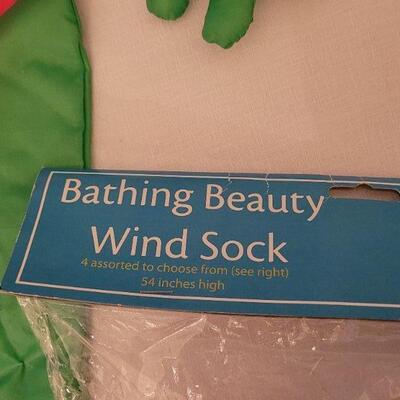 Bathing Beauty
Wind Sock
4 assorted to choose from (see right)
54 inches high